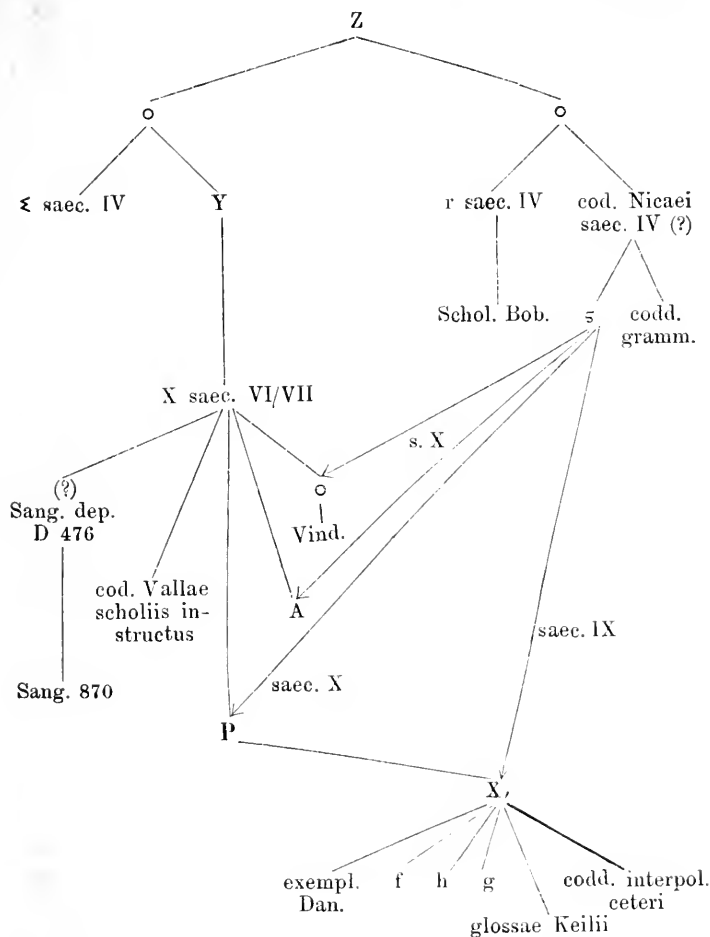 Z
Σ saec. IV
Y
r saec. IV
cod. Nicaei
saec. IV (?)
Schol. Bob.
ς
codd.
gramm.
X saec. VI/VII
s. X
(?)
Sang. dep.
D 476
Vind.
cod. Vallae
scholiis in-
structus
A
saec. IX
Sang. 870
saec. X
P
X,
exempl.
Dan.
f
h
g
codd. interpol.
ceteri
glossae Keilii